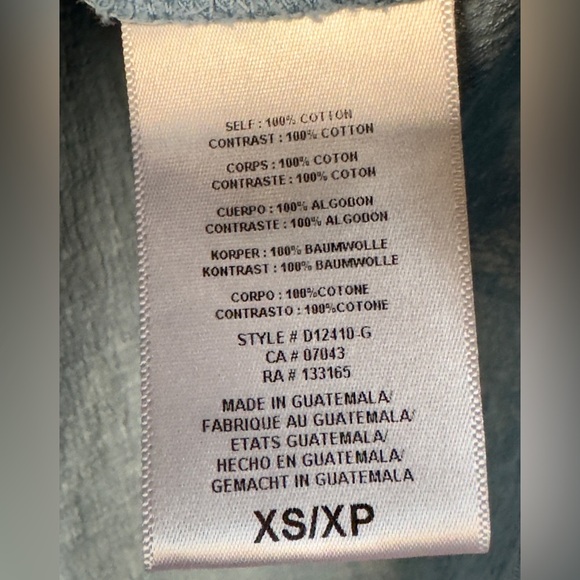 SELF : 100% COTTON
CONTRAST : 100% COTTON
CORPS : 100% COTON
CONTRASTE : 100% COTON
CUERPO : 100% ALGODON
CONTRASTE : 100% ALGODON
KORPER : 100% BAUMWOLLE
KONTRAST : 100% BAUMWOLLE
CORPO : 100%COTONE
CONTRASTO : 100%COTONE
STYLE # D12410-G
CA # 07043
RA # 133165
MADE IN GUATEMALA/
FABRIQUE AU GUATEMALA/
ETATS GUATEMALA/
HECHO EN GUATEMALA/
GEMACHT IN GUATEMALA
XS/XP